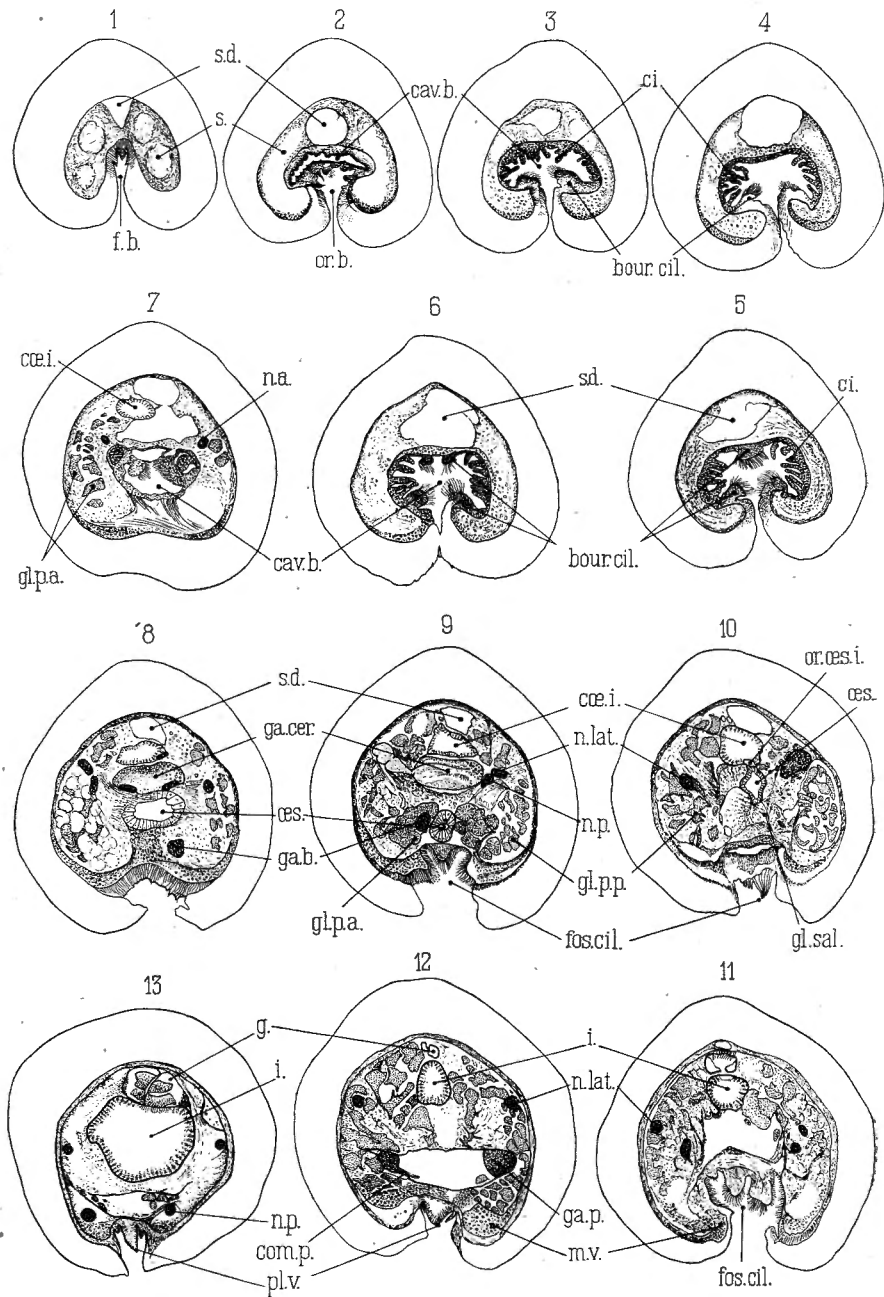 1 2 3 4
s.d. cav.b. ci.
s.
f.b. or.b. bour.cil.
7 6 5
cœ.i. n.a. s.d. ci.
gl.p.a. cav.b. bour.cil.
8 9 10
or.œs.i.
s.d. cœ.i. œs.
ga.cer. n.lat.
œs. n.p.
ga.b. gl.p.p.
gl.p.a. fos.cil. gl.sal.
13 12 11
g. i.
i. n.lat.
n.p. ga.p.
com.p. m.v.
pl.v. fos.cil.